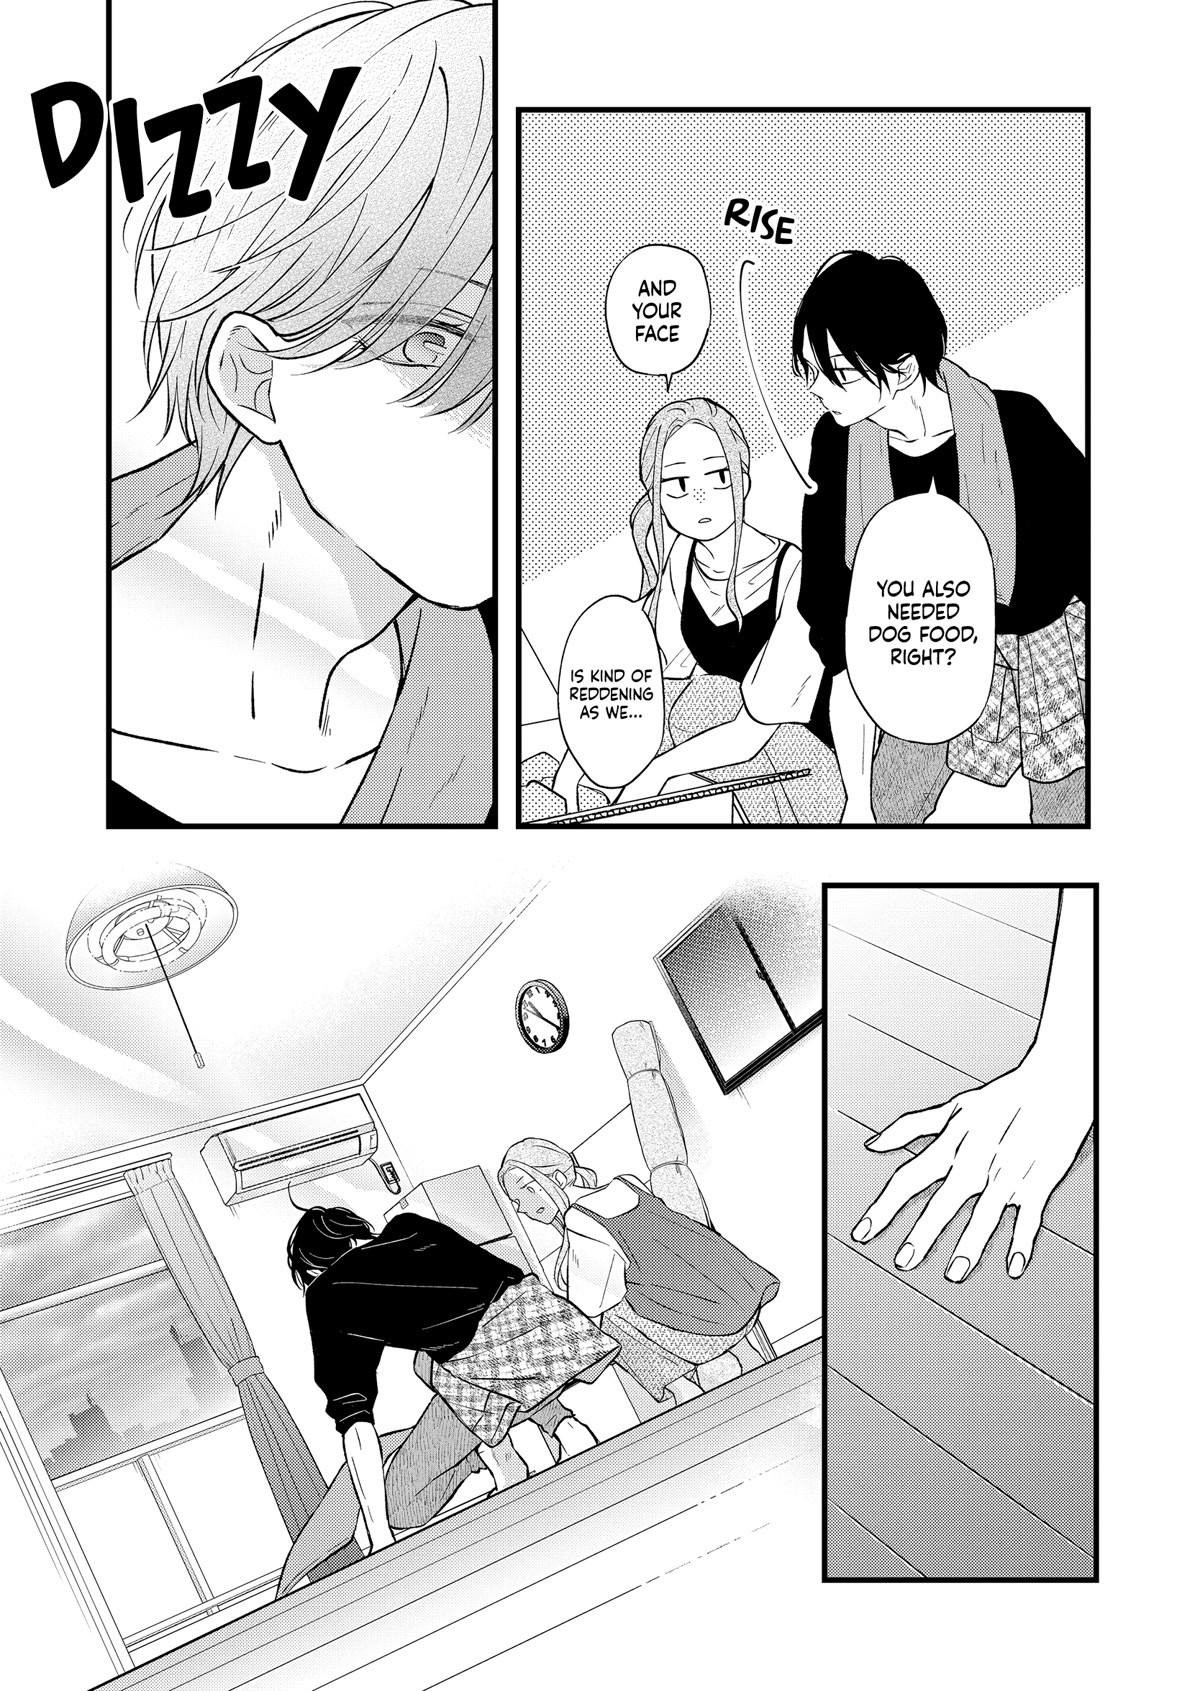 RISE
AND
YOUR
FACE
YOU ALSO
NEEDED
DOG FOOD,
RIGHT?
IS KIND OF
REDDENING
AS WE...
DIZZY